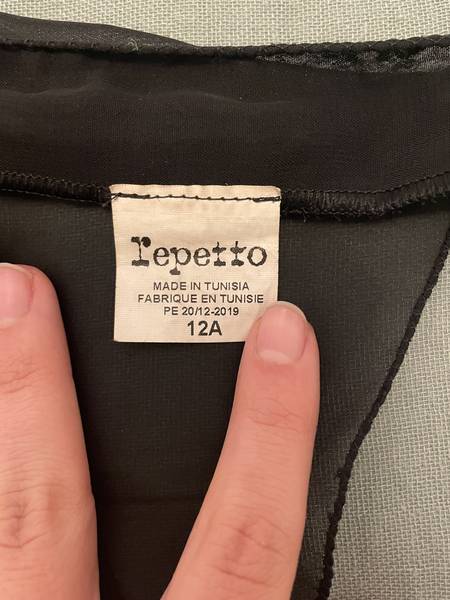 repetto
MADE IN TUNISIA
FABRIQUE EN TUNISIE
PE 20/12-2019
12A